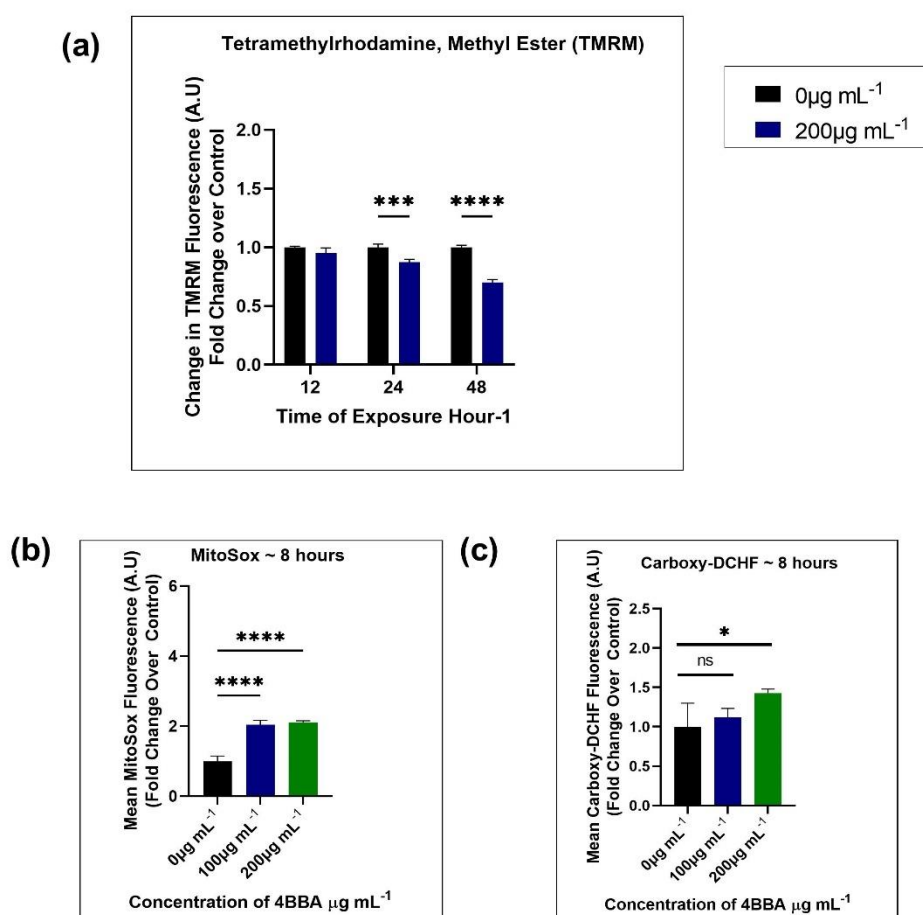 (a)
Tetramethylrhodamine, Methyl Ester (TMRM)
0µg mL⁻¹
200µg mL⁻¹
Change in TMRM Fluorescence (A.U)
Fold Change over Control
2.0
1.5
1.0
0.5
0.0
***
****
12 24 48
Time of Exposure Hour-1
(b)
MitoSox ~ 8 hours
Mean MitoSox Fluorescence (A.U)
(Fold Change Over Control)
6
4
2
0
****
****
0µg mL⁻¹
100µg mL⁻¹
200µg mL⁻¹
Concentration of 4BBA µg mL⁻¹
(c)
Carboxy-DCHF ~ 8 hours
Mean Carboxy-DCHF Fluorescence (A.U)
(Fold Change Over Control)
2.5
2.0
1.5
1.0
0.5
0.0
*
ns
0µg mL⁻¹
100µg mL⁻¹
200µg mL⁻¹
Concentration of 4BBA µg mL⁻¹